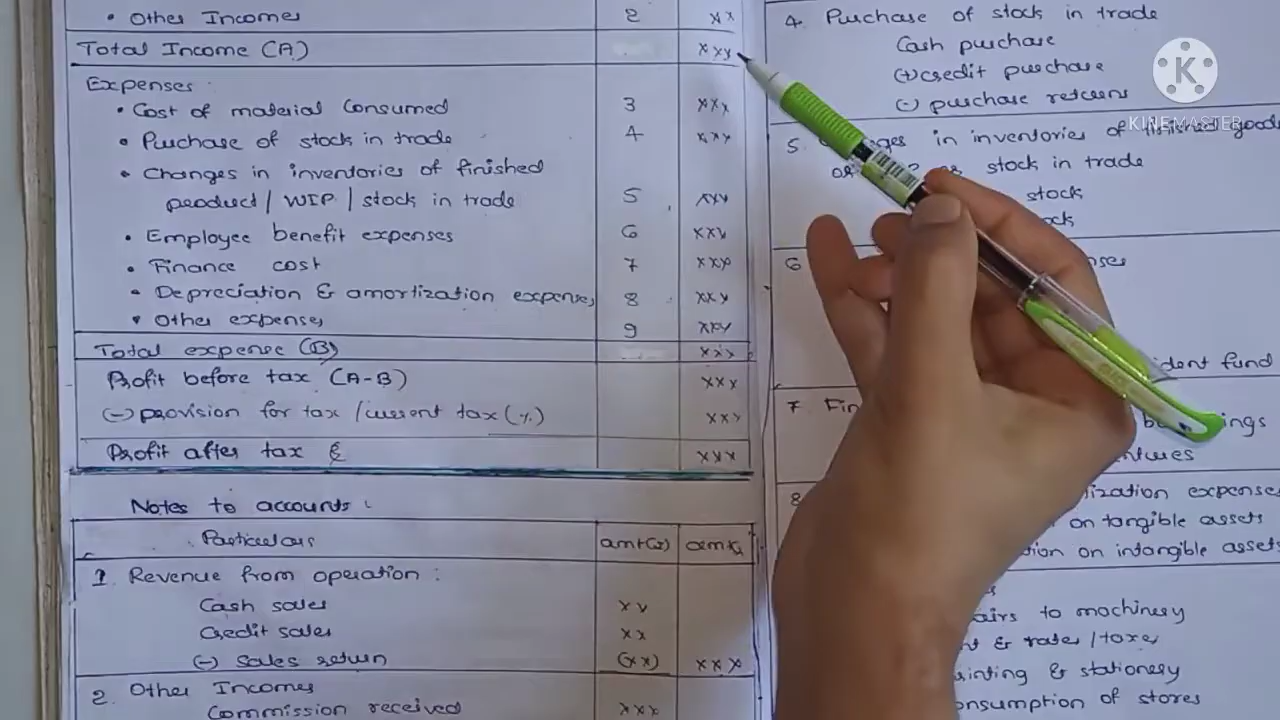 • Other Incomes 2 xx
Total Income (A) xxx
Expenses:
• Cost of material consumed 3 xxx
• Purchase of stock in trade 4 xxx
• Changes in inventories of finished
product / WIP / stock in trade 5 xxx
• Employee benefit expenses 6 xxx
• Finance cost 7 xxx
• Depreciation & amortization expenses 8 xxx
• Other expenses 9 xxx
Total expense (B) xxx
Profit before tax (A-B) xxx
(-) provision for tax / current tax (%) xxx
Profit after tax xxx
Notes to accounts:
Particulars amt(₹) amt₹
1. Revenue from operation:
Cash sales xx
Credit sales xx
(-) Sales return (xx) xxx
2. Other Incomes
Commission received xxx
4. Purchase of stock in trade
Cash purchase
(+) credit purchase
(-) purchase returns
5. in inventories of finished goods
stock in trade
stock
6
dent fund
7 Fin
8
expenses
on tangible assets
on intangible assets
to machinery
& rates / taxes
& stationery
of stores
K
KINEMASTER